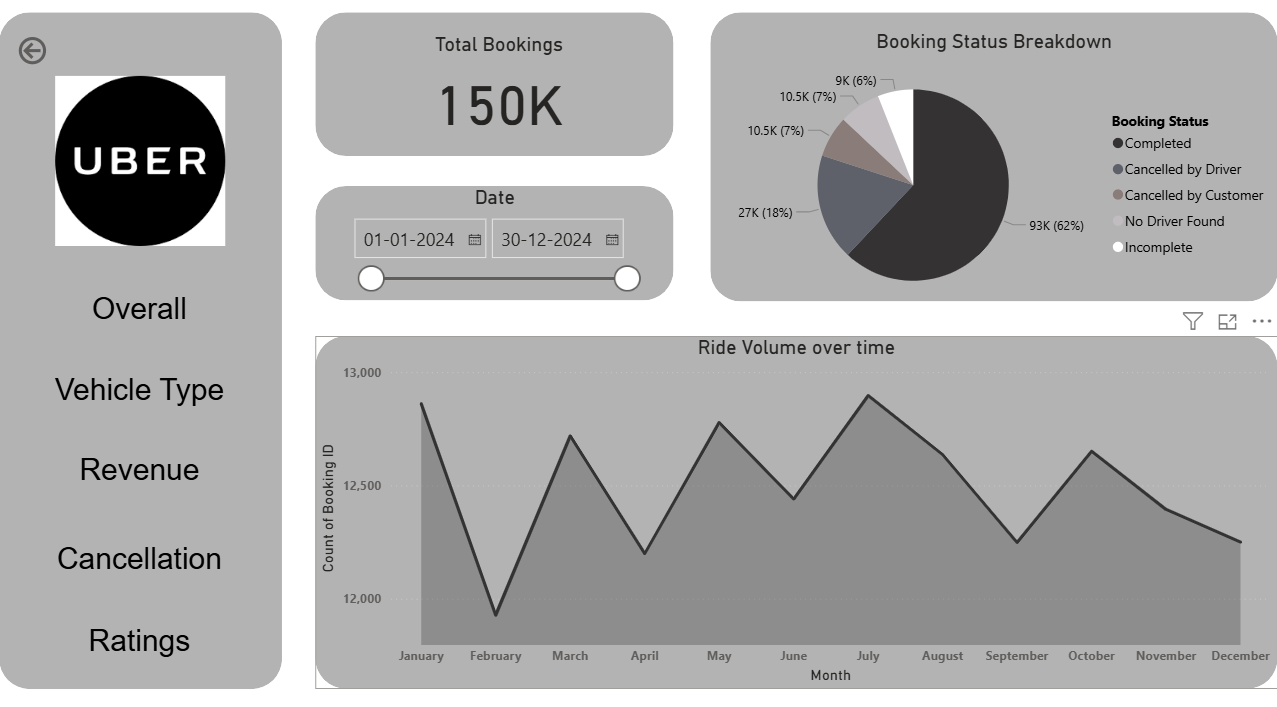 UBER
Overall
Vehicle Type
Revenue
Cancellation
Ratings
Total Bookings
150K
Date
01-01-2024
30-12-2024
Booking Status Breakdown
9K (6%)
10.5K (7%)
10.5K (7%)
27K (18%)
93K (62%)
Booking Status
Completed
Cancelled by Driver
Cancelled by Customer
No Driver Found
Incomplete
Ride Volume over time
Count of Booking ID
13,000
12,500
12,000
January February March April May June July August September October November December
Month